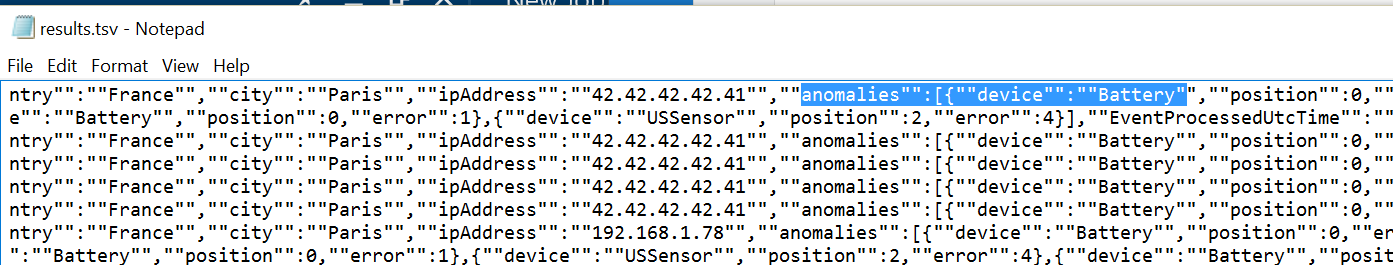 New Job
results.tsv - Notepad
File Edit Format View Help
ntry"":""France"",""city"":""Paris"",""ipAddress"":""42.42.42.42.41"",""anomalies"":[{""device"":""Battery"",""position"":0,""
e"":""Battery"",""position"":0,""error"":1},{""device"":""USSensor"",""position"":2,""error"":4}],""EventProcessedUtcTime"":""
ntry"":""France"",""city"":""Paris"",""ipAddress"":""42.42.42.42.41"",""anomalies"":[{""device"":""Battery"",""position"":0,""
ntry"":""France"",""city"":""Paris"",""ipAddress"":""42.42.42.42.41"",""anomalies"":[{""device"":""Battery"",""position"":0,""
ntry"":""France"",""city"":""Paris"",""ipAddress"":""42.42.42.42.41"",""anomalies"":[{""device"":""Battery"",""position"":0,""
ntry"":""France"",""city"":""Paris"",""ipAddress"":""42.42.42.42.41"",""anomalies"":[{""device"":""Battery"",""position"":0,""
ntry"":""France"",""city"":""Paris"",""ipAddress"":""192.168.1.78"",""anomalies"":[{""device"":""Battery"",""position"":0,""er
"":""Battery"",""position"":0,""error"":1},{""device"":""USSensor"",""position"":2,""error"":4},{""device"":""Battery"",""posit